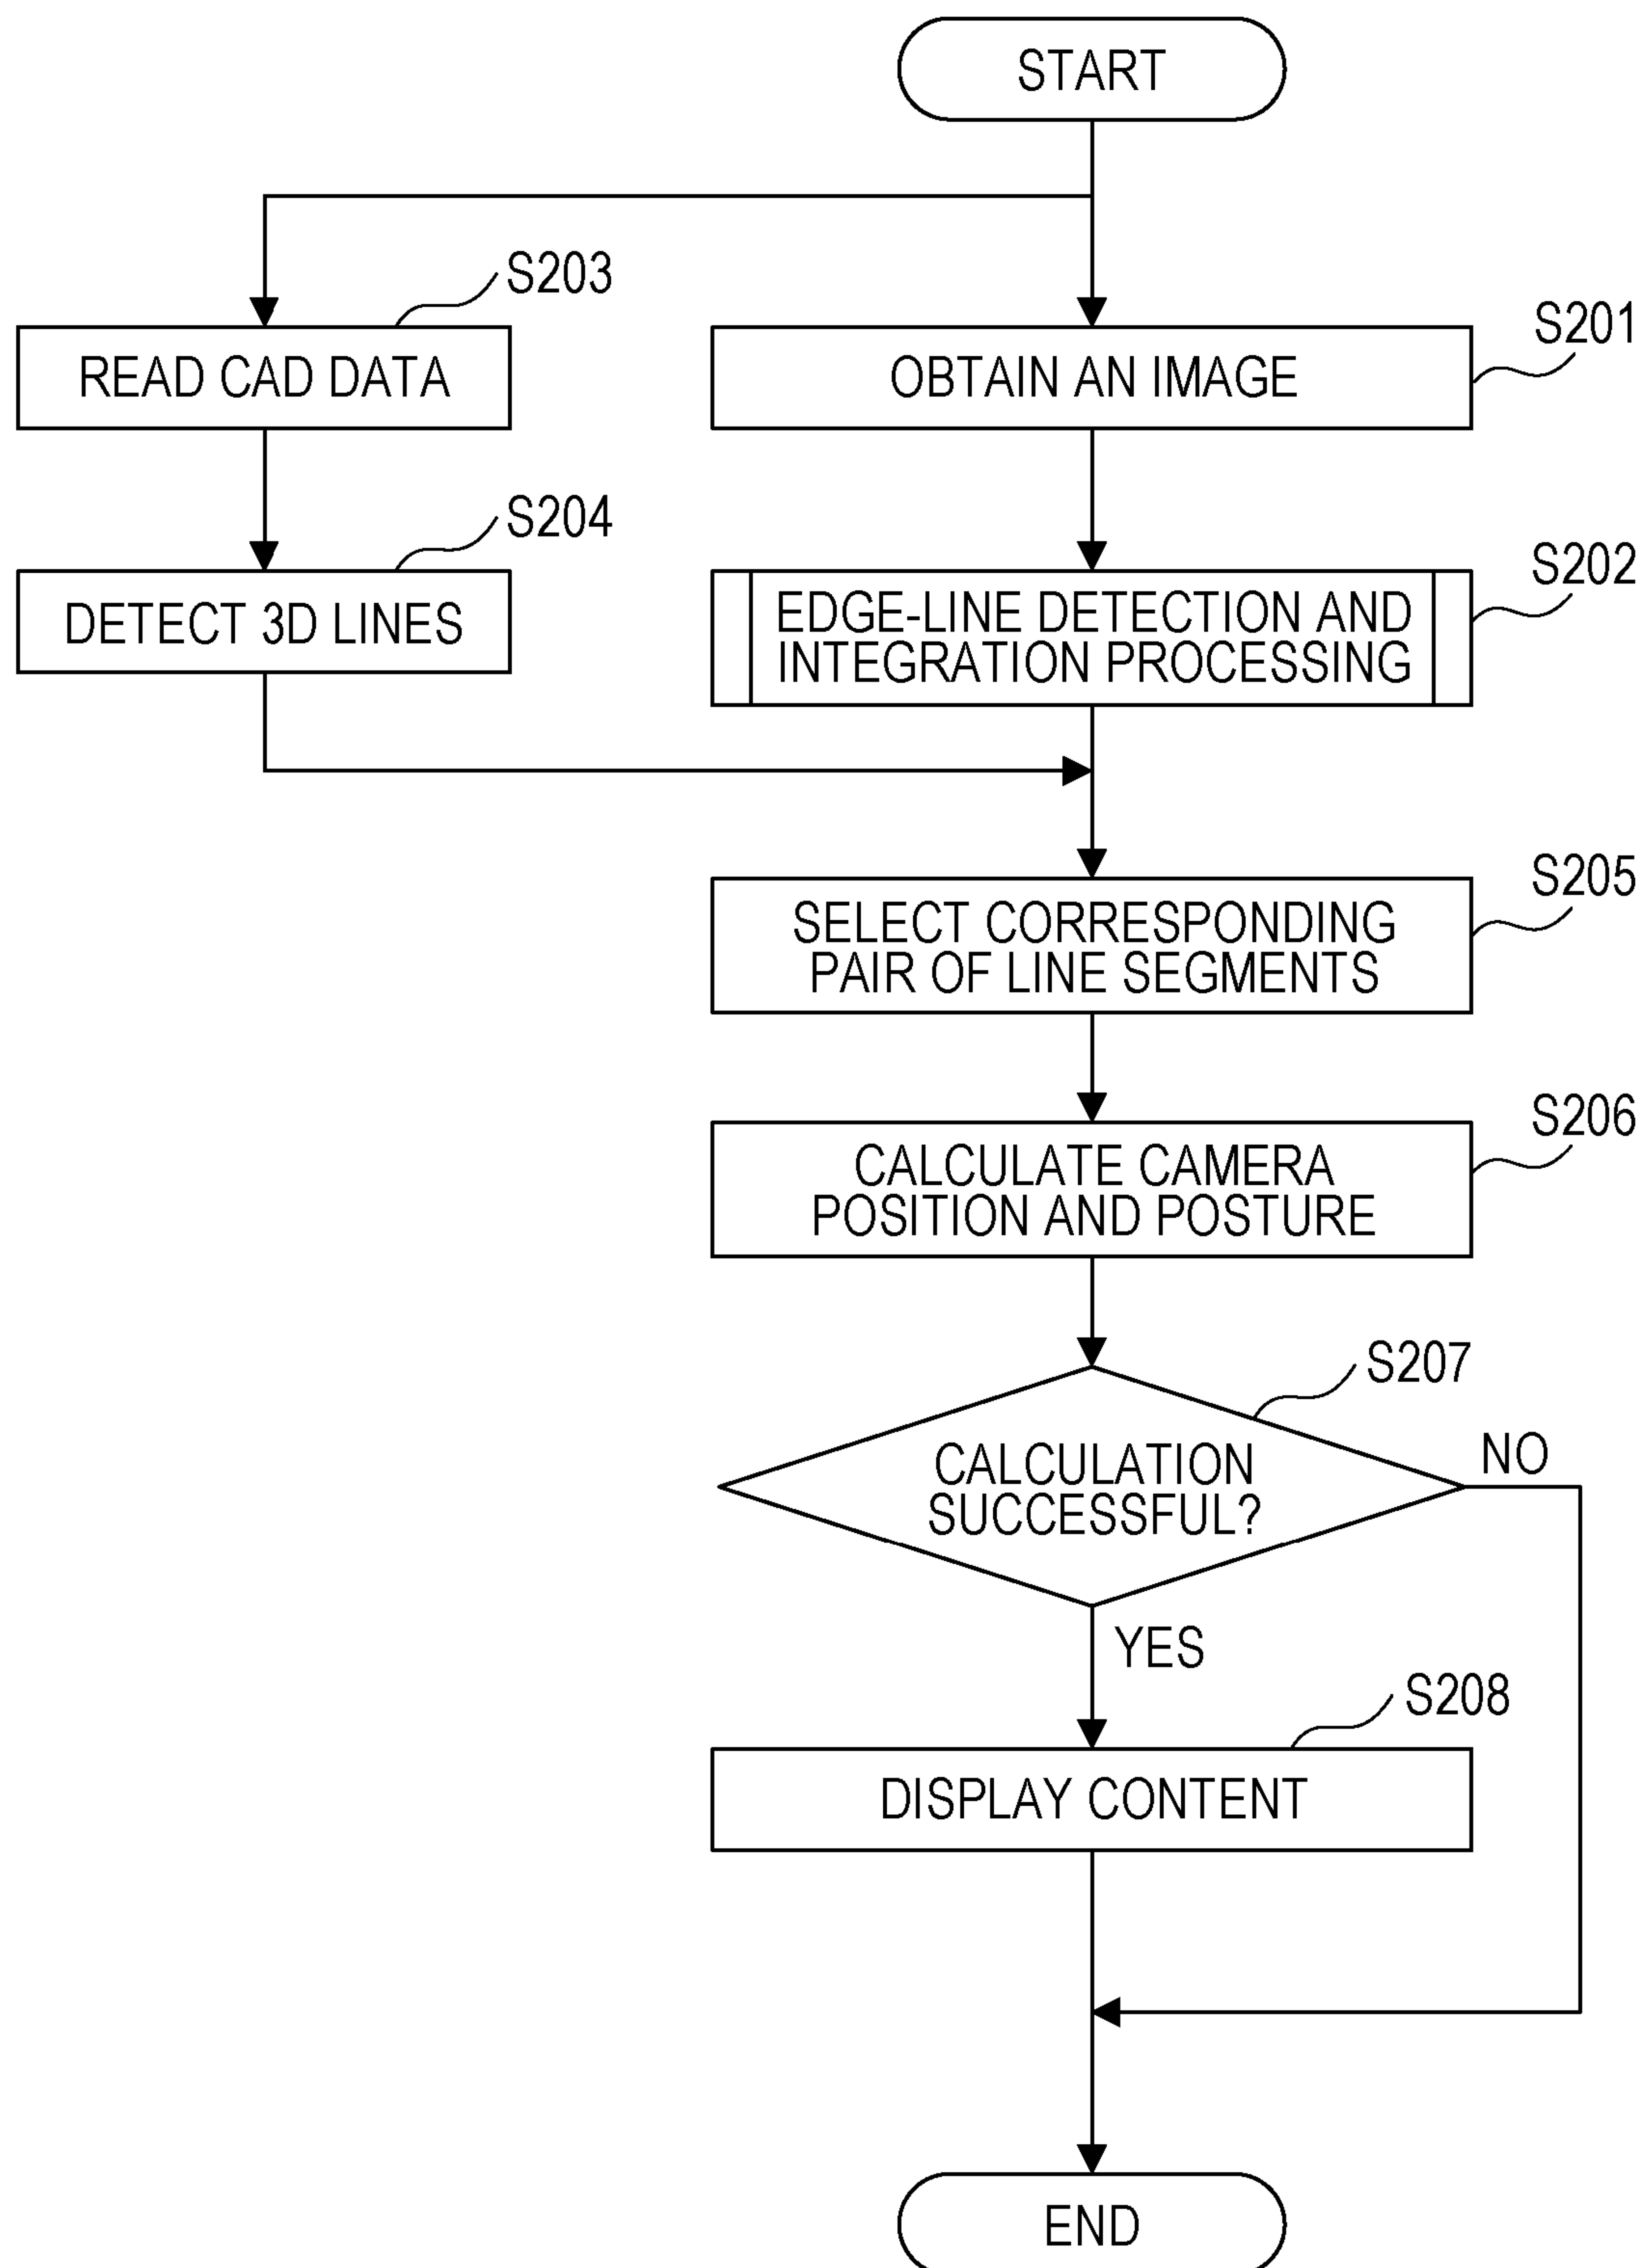 START
S203
READ CAD DATA
S201
OBTAIN AN IMAGE
S204
DETECT 3D LINES
S202
EDGE-LINE DETECTION AND
INTEGRATION PROCESSING
S205
SELECT CORRESPONDING
PAIR OF LINE SEGMENTS
S206
CALCULATE CAMERA
POSITION AND POSTURE
S207
CALCULATION
SUCCESSFUL?
NO
YES
S208
DISPLAY CONTENT
END